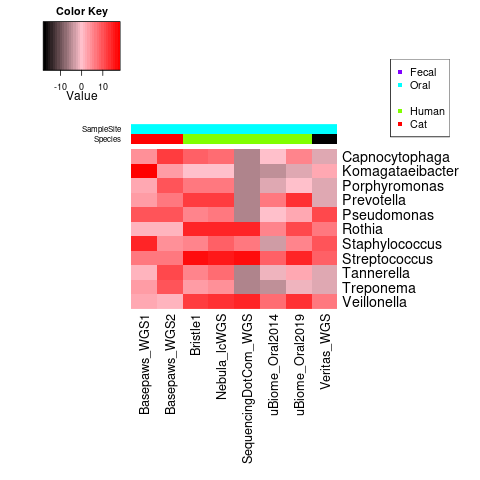 Color Key
-10 0 10
Value
Fecal
Oral
Human
Cat
SampleSite
Species
Capnocytophaga
Komagataeibacter
Porphyromonas
Prevotella
Pseudomonas
Rothia
Staphylococcus
Streptococcus
Tannerella
Treponema
Veillonella
Basepaws_WGS1
Basepaws_WGS2
Bristle1
Nebula_lcWGS
SequencingDotCom_WGS
uBiome_Oral2014
uBiome_Oral2019
Veritas_WGS